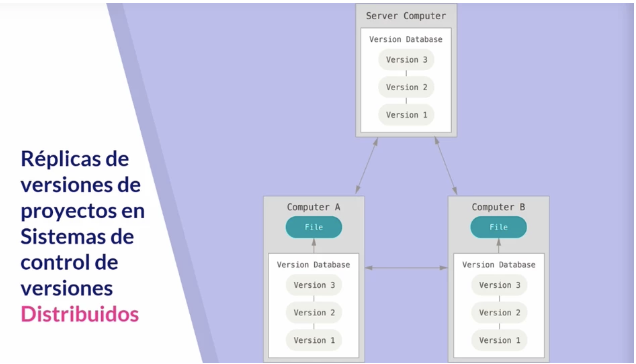 Réplicas de
versiones de
proyectos en
Sistemas de
control de
versiones
Distribuidos
Server Computer
Version Database
Version 3
Version 2
Version 1
Computer A
File
Version Database
Version 3
Version 2
Version 1
Computer B
File
Version Database
Version 3
Version 2
Version 1